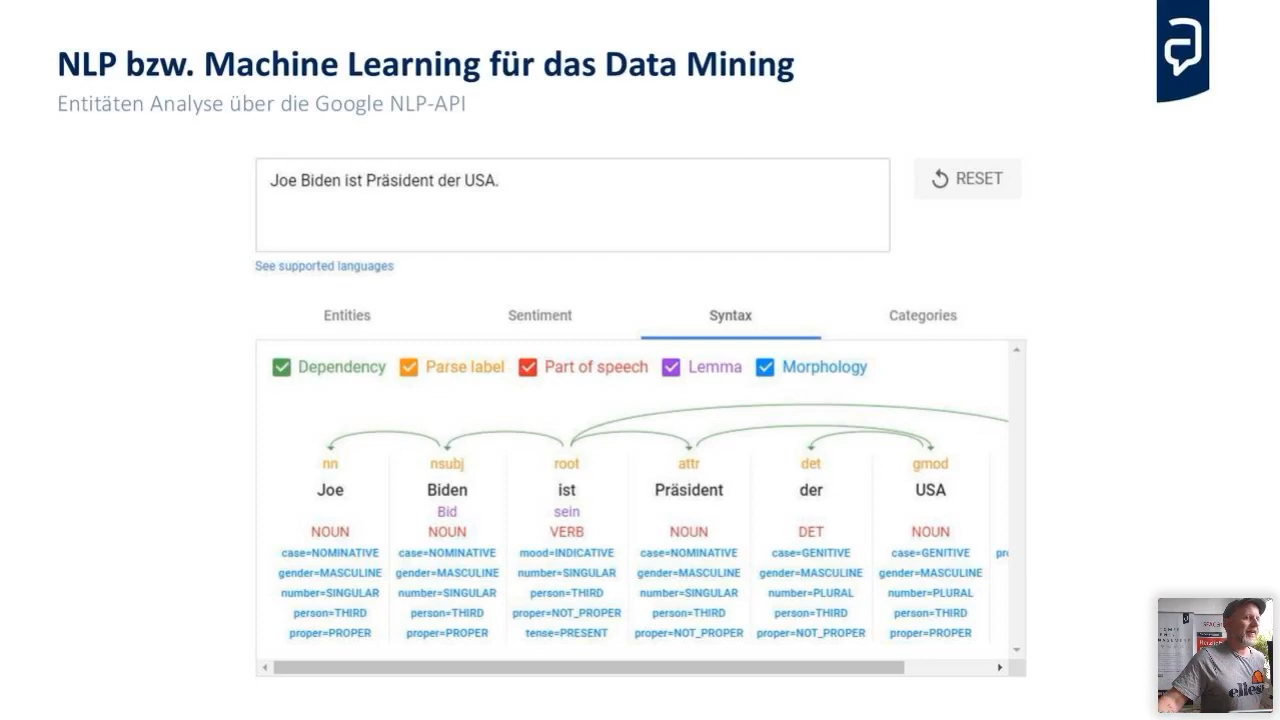 NLP bzw. Machine Learning für das Data Mining
Entitäten Analyse über die Google NLP-API
Joe Biden ist Präsident der USA.
RESET
See supported languages
Entities Sentiment Syntax Categories
Dependency Parse label Part of speech Lemma Morphology
nn nsubj root attr det gmod
Joe Biden ist Präsident der USA
Bid sein
NOUN NOUN VERB NOUN DET NOUN
case=NOMINATIVE case=NOMINATIVE mood=INDICATIVE case=NOMINATIVE case=GENITIVE case=GENITIVE
gender=MASCULINE gender=MASCULINE number=SINGULAR gender=MASCULINE gender=MASCULINE gender=MASCULINE
number=SINGULAR number=SINGULAR person=THIRD number=SINGULAR number=PLURAL number=PLURAL
person=THIRD person=THIRD proper=NOT_PROPER person=THIRD person=THIRD person=THIRD
proper=PROPER proper=PROPER tense=PRESENT proper=NOT_PROPER proper=NOT_PROPER proper=PROPER
ellesse